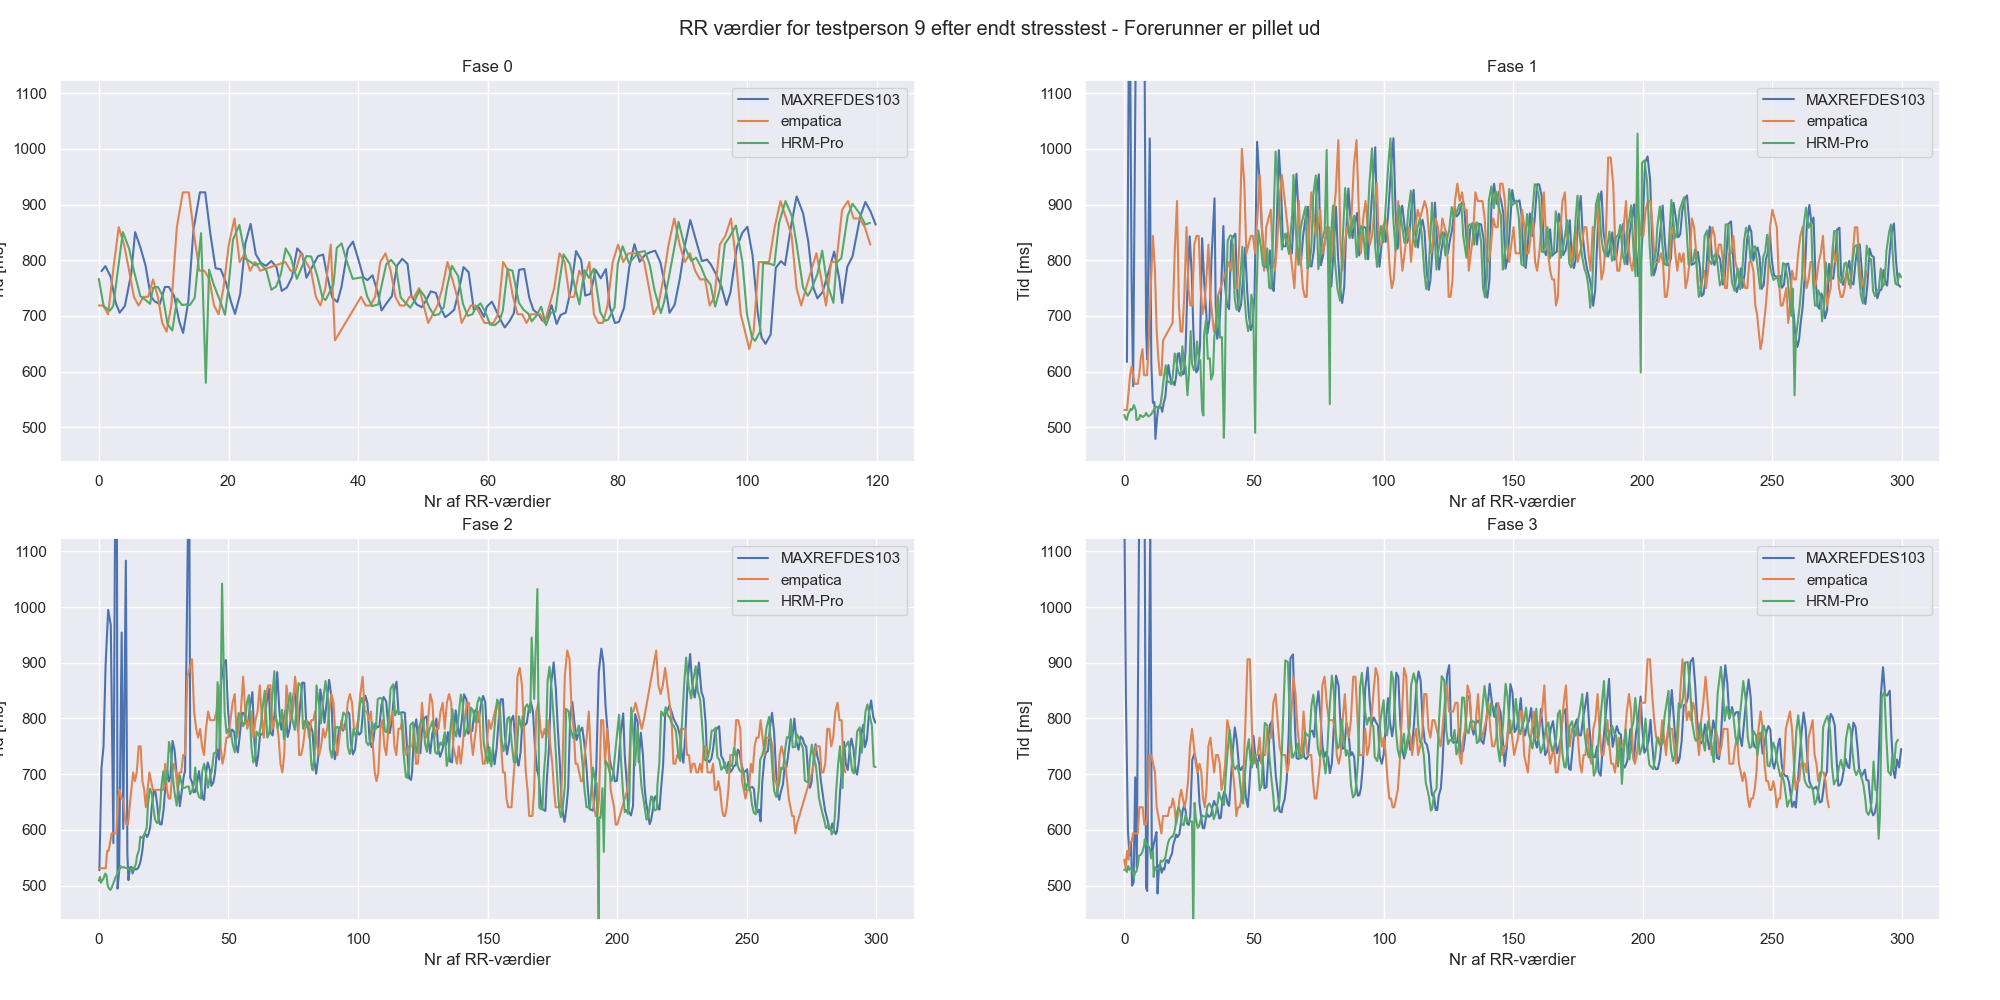 RR værdier for testperson 9 efter endt stresstest - Forerunner er pillet ud
Fase 0
1100
1000
900
800
700
600
500
0 20 40 60 80 100 120
Nr af RR-værdier
MAXREFDES103
empatica
HRM-Pro
Fase 1
Tid [ms]
1100
1000
900
800
700
600
500
0 50 100 150 200 250 300
Nr af RR-værdier
MAXREFDES103
empatica
HRM-Pro
Fase 2
1100
1000
900
800
700
600
500
0 50 100 150 200 250 300
Nr af RR-værdier
MAXREFDES103
empatica
HRM-Pro
Fase 3
Tid [ms]
1100
1000
900
800
700
600
500
0 50 100 150 200 250 300
Nr af RR-værdier
MAXREFDES103
empatica
HRM-Pro